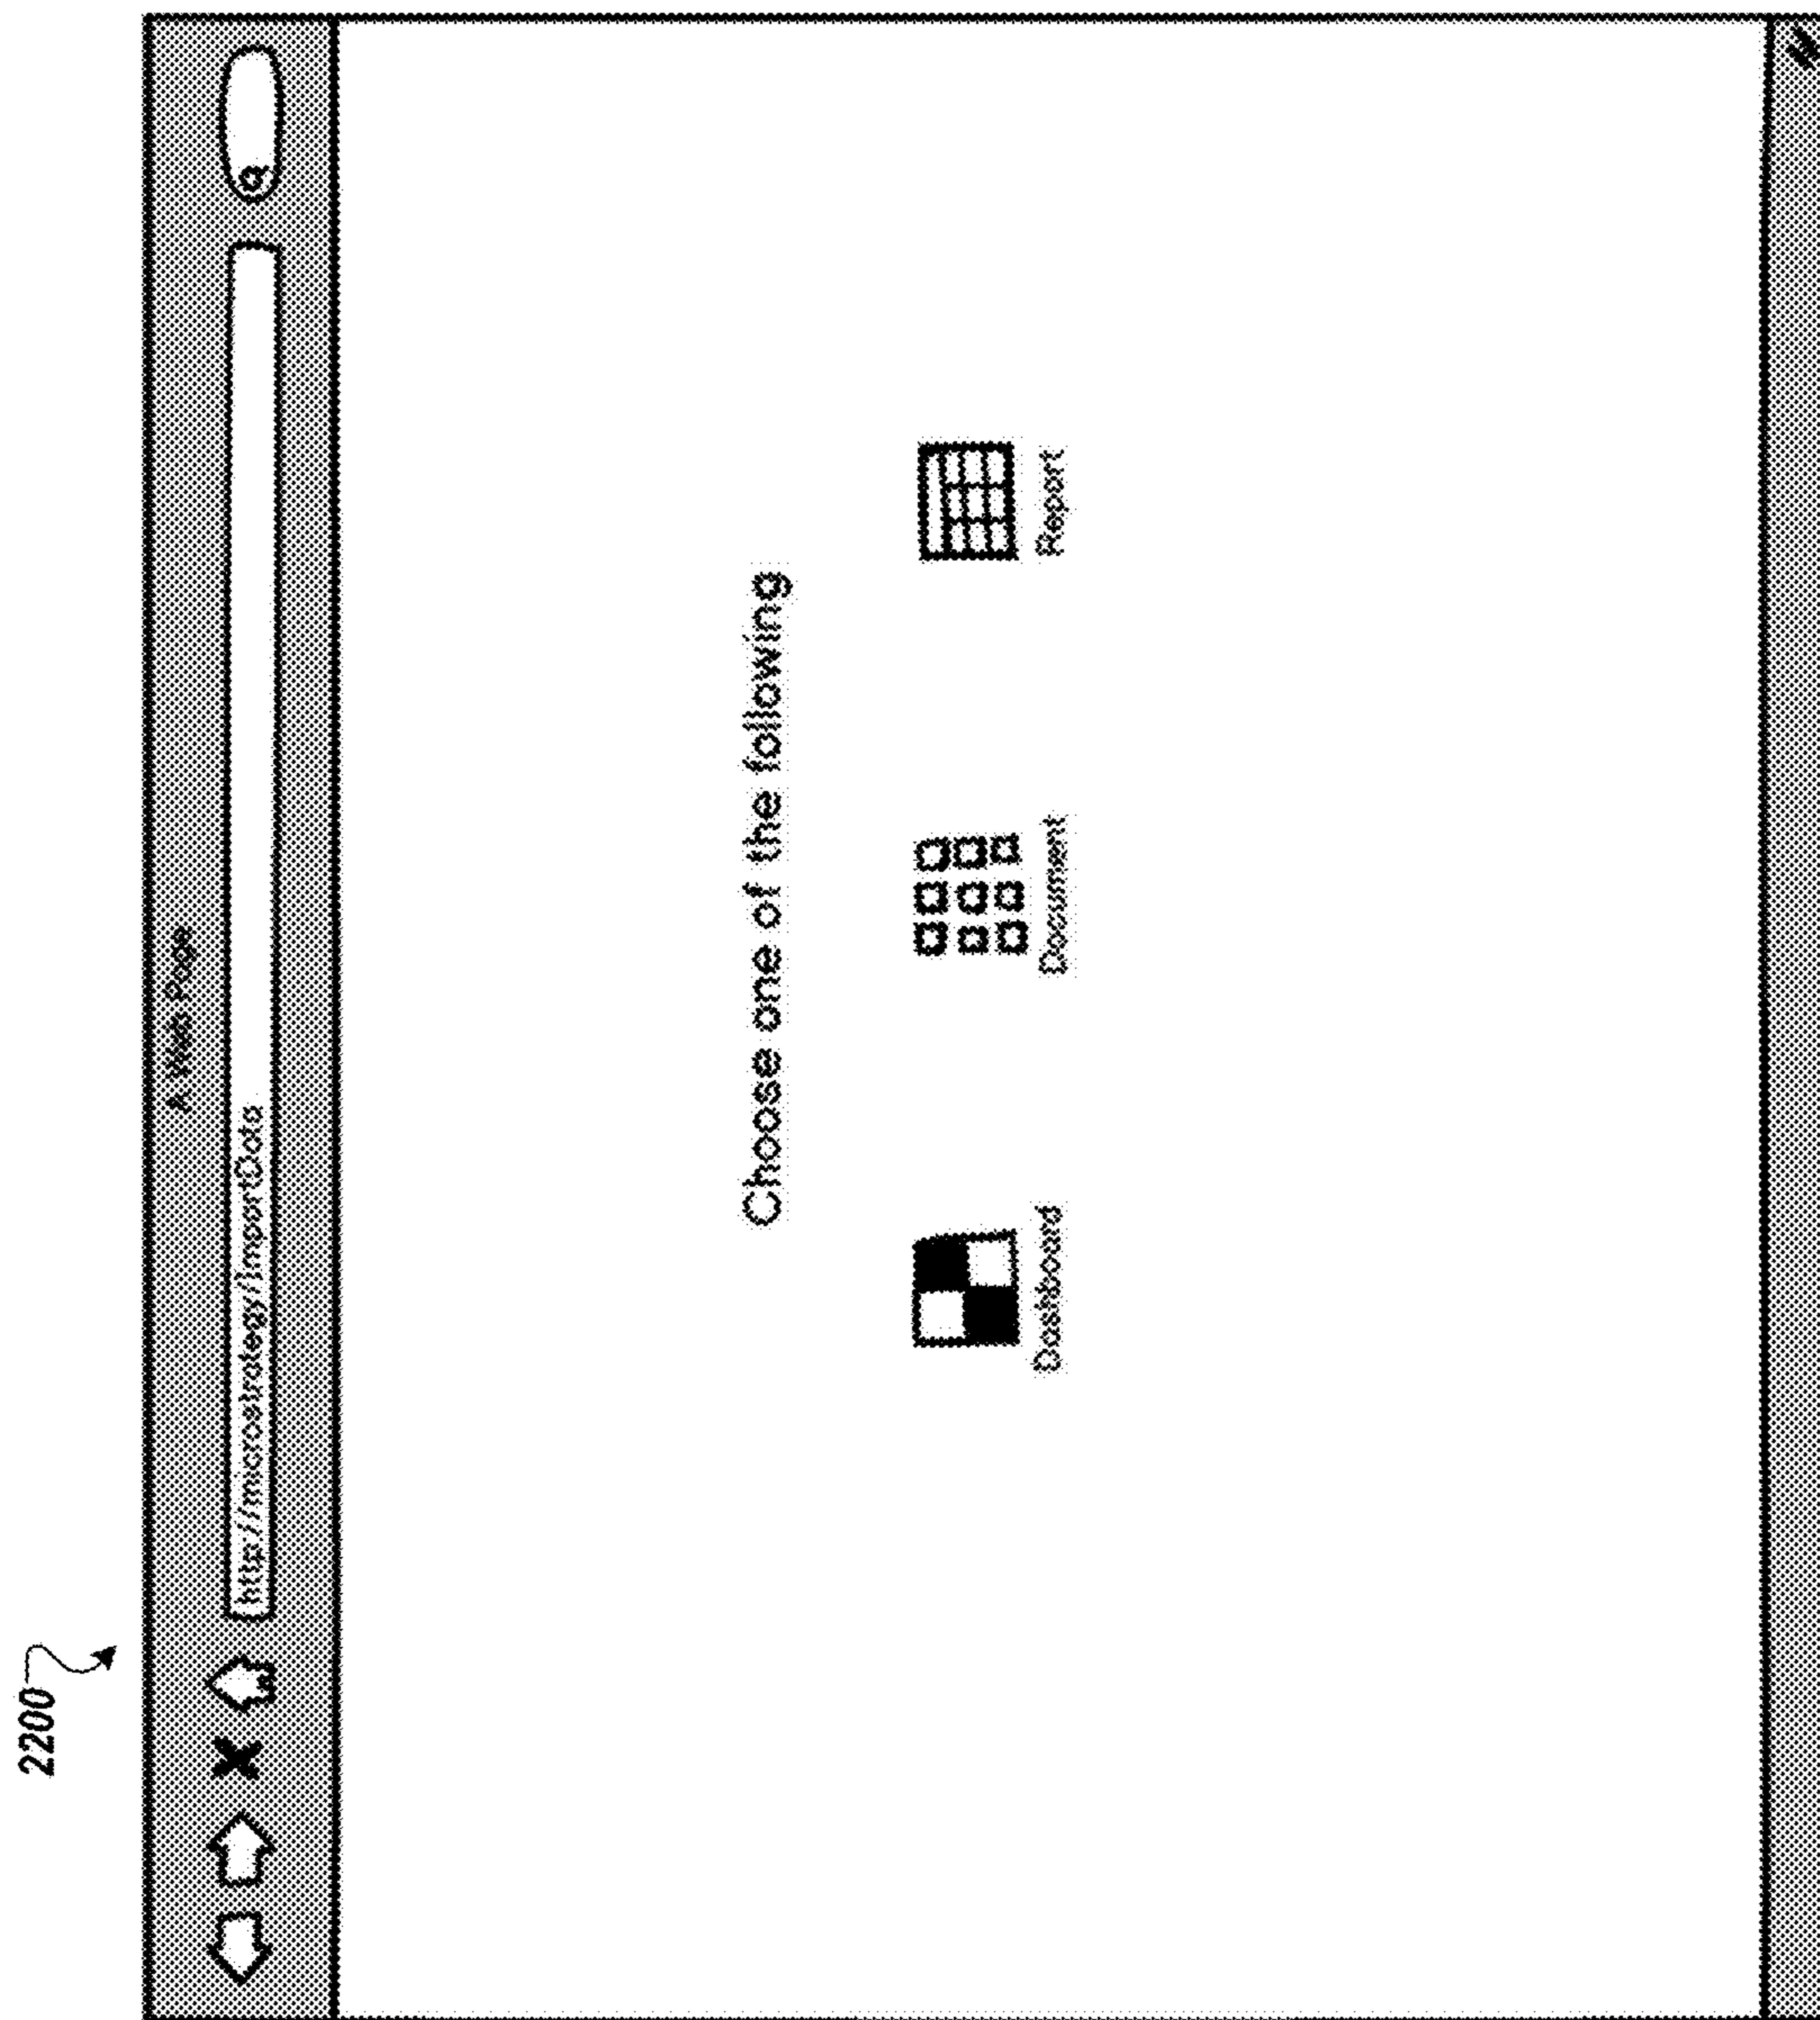 2200
A Web Page
http://microstrategy/ImportData
Choose one of the following
Dashboard Document Report